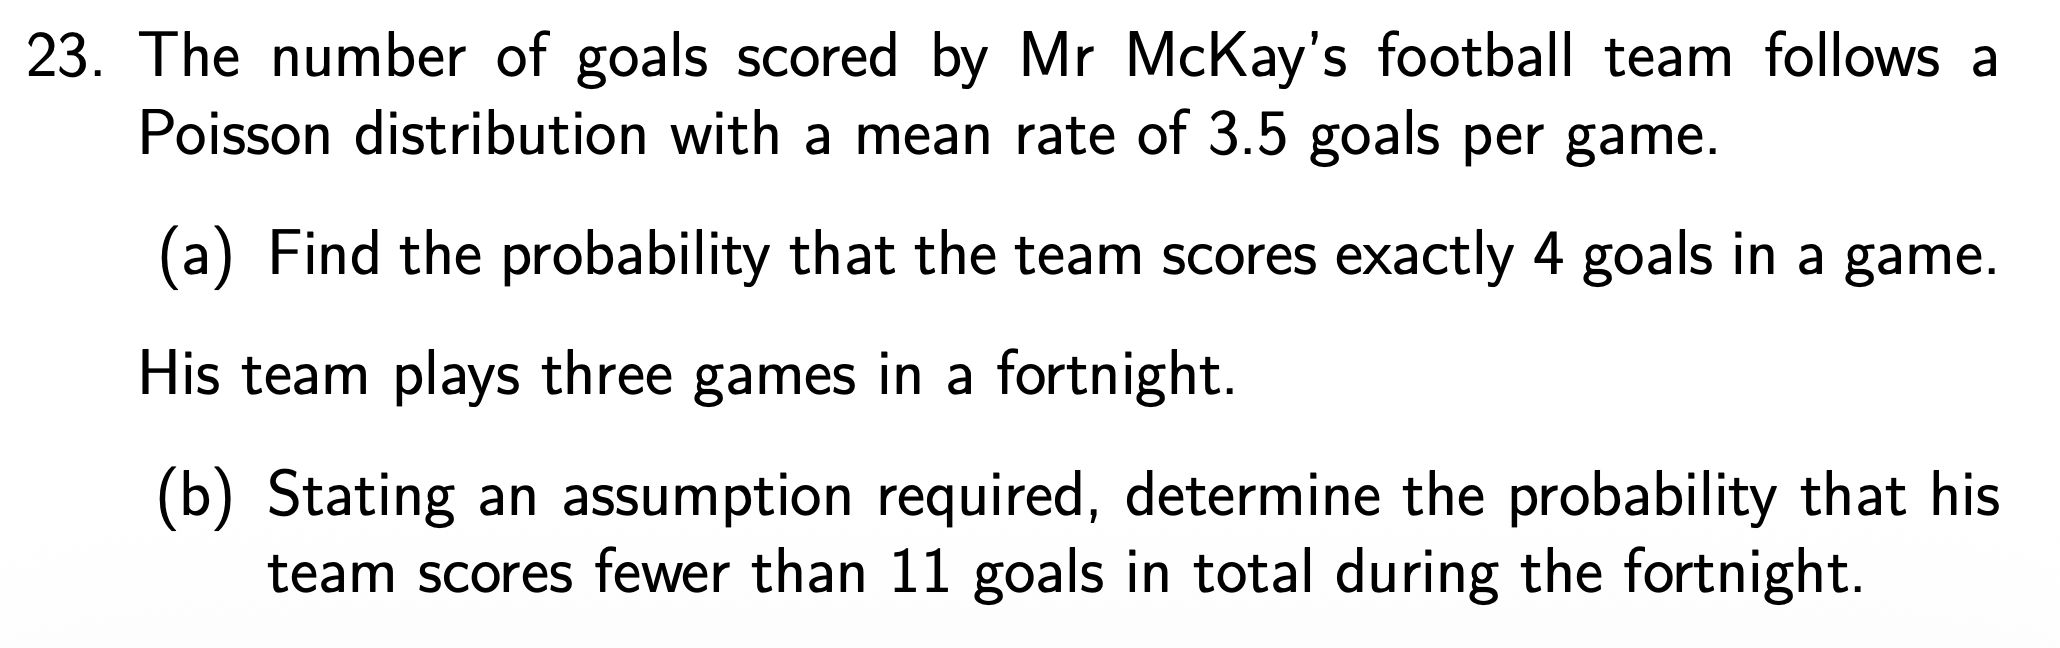 23. The number of goals scored by Mr McKay's football team follows a
Poisson distribution with a mean rate of 3.5 goals per game.
(a) Find the probability that the team scores exactly 4 goals in a game.
His team plays three games in a fortnight.
(b) Stating an assumption required, determine the probability that his
team scores fewer than 11 goals in total during the fortnight.